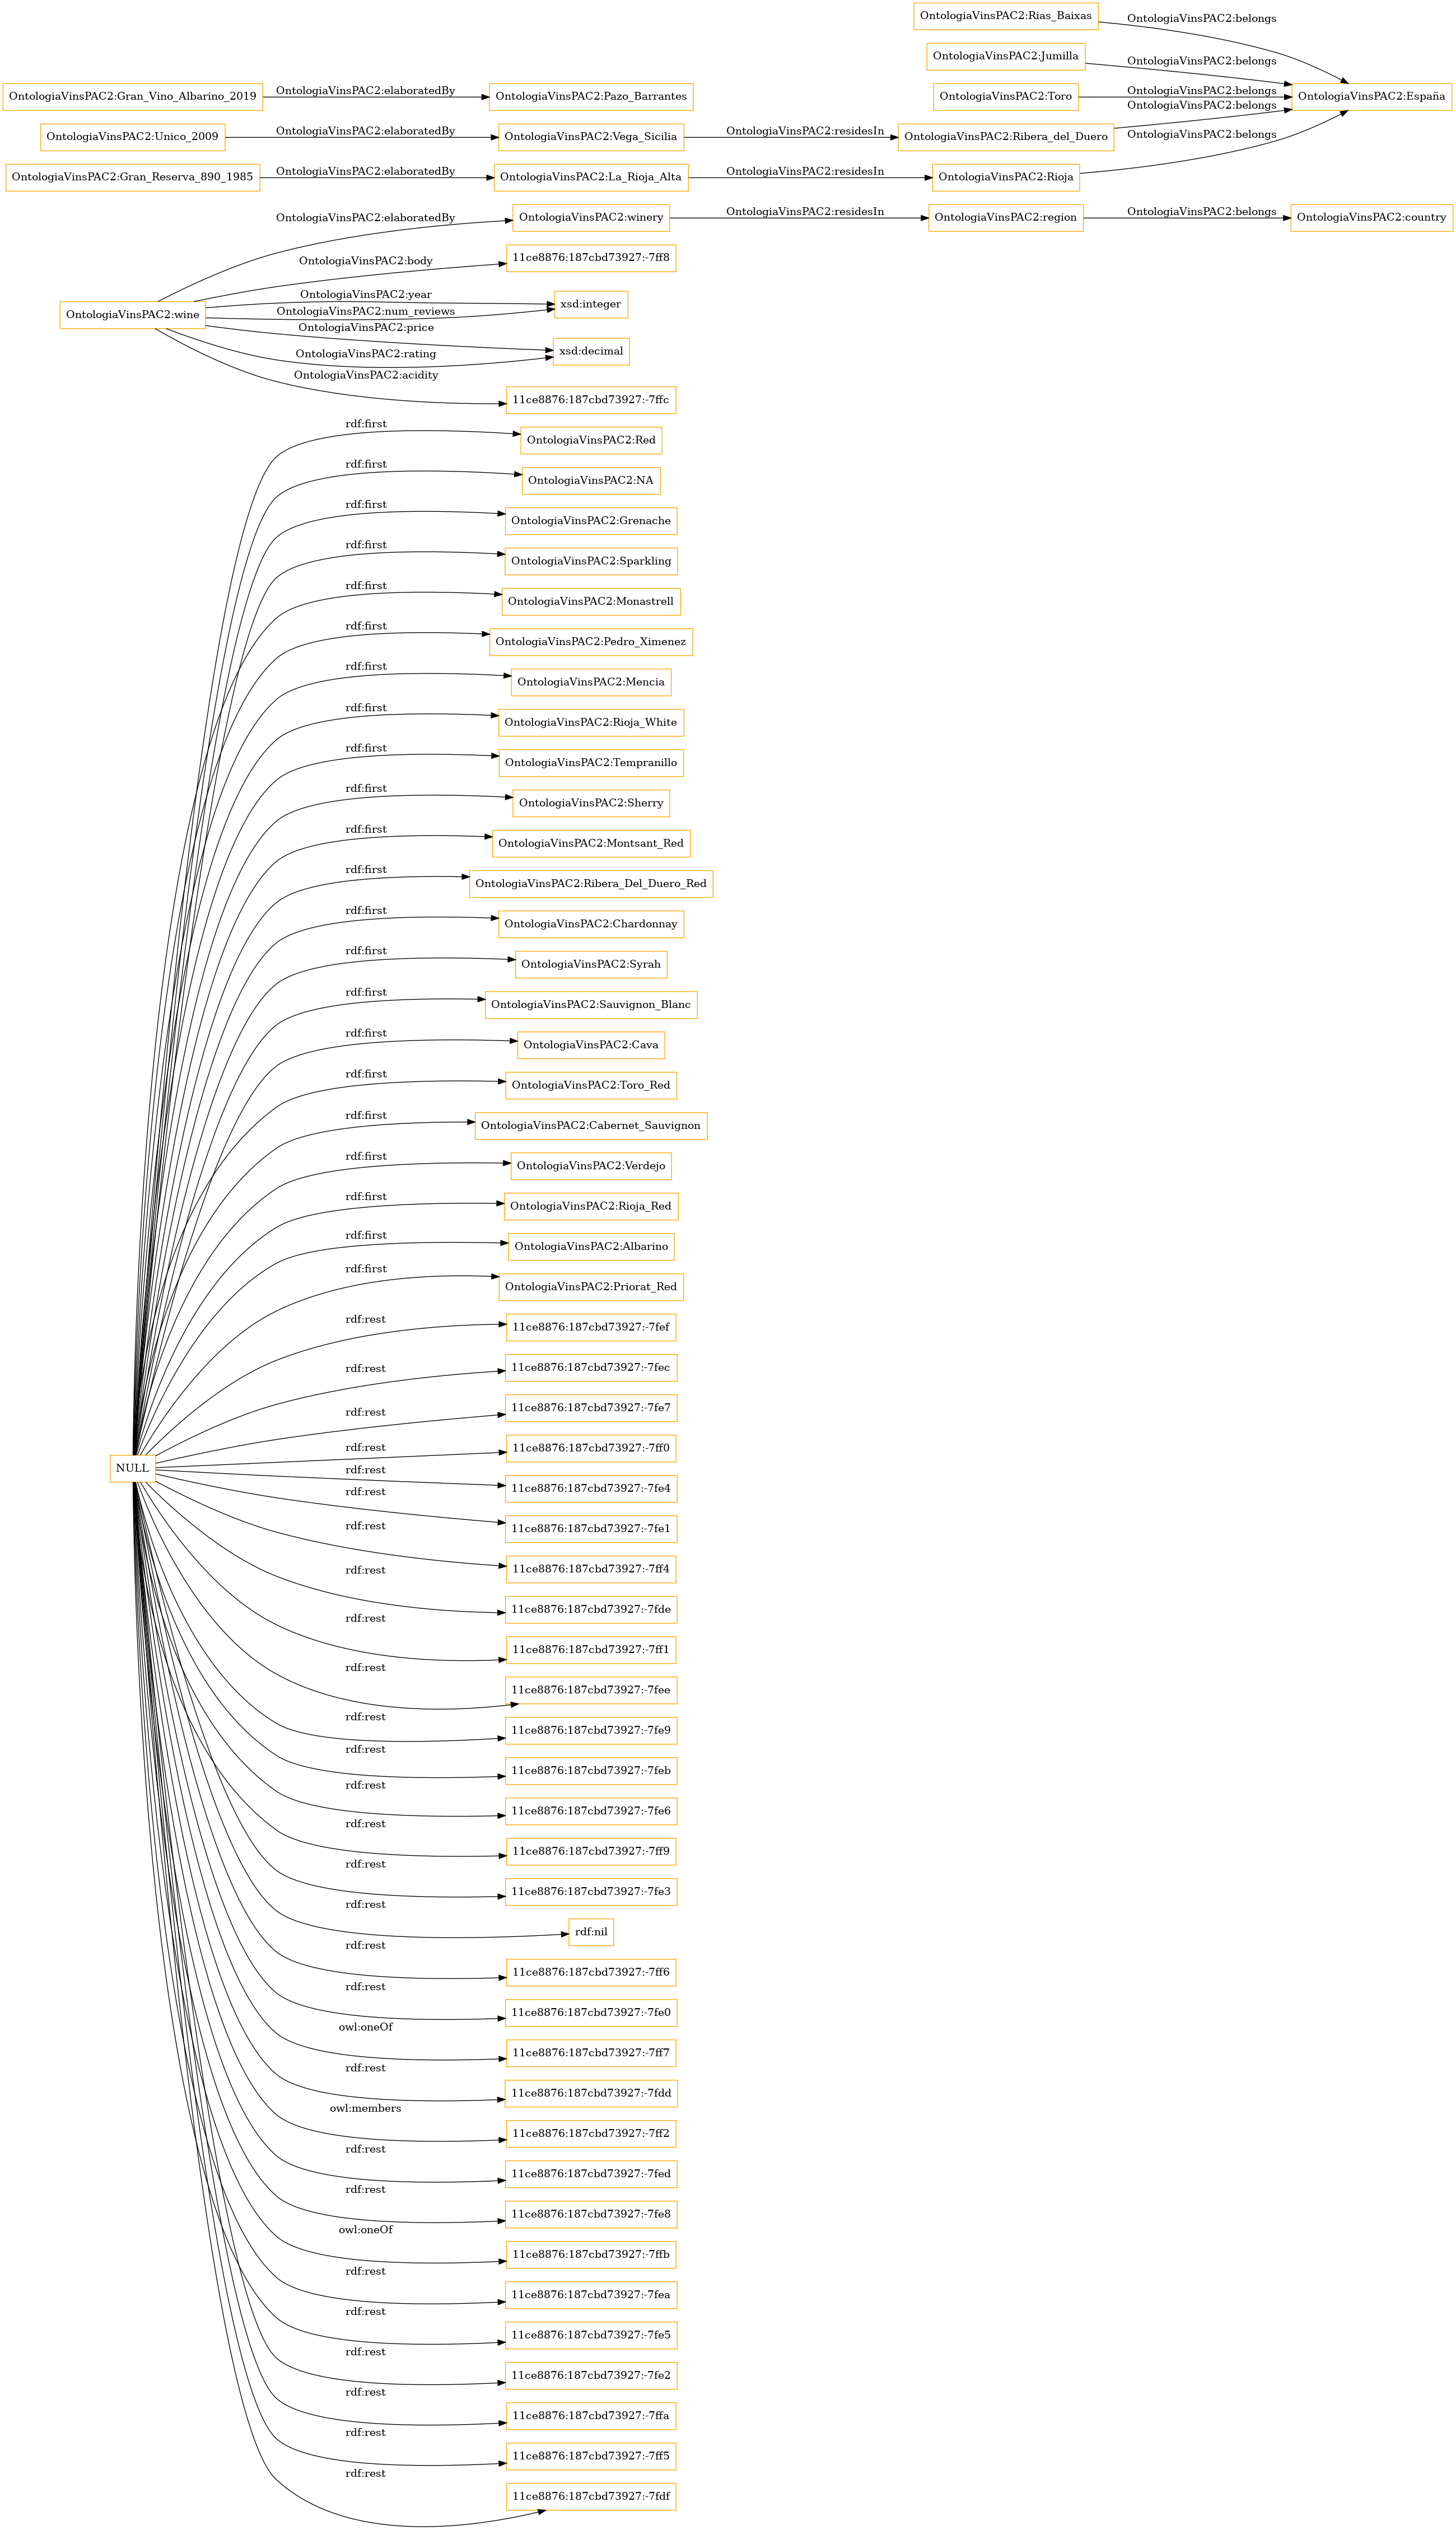 OntologiaVinsPAC2:Rias_Baixas
OntologiaVinsPAC2:belongs
OntologiaVinsPAC2:Jumilla
OntologiaVinsPAC2:belongs
OntologiaVinsPAC2:Gran_Vino_Albarino_2019
OntologiaVinsPAC2:elaboratedBy
OntologiaVinsPAC2:Pazo_Barrantes
OntologiaVinsPAC2:Toro
OntologiaVinsPAC2:belongs
OntologiaVinsPAC2:España
OntologiaVinsPAC2:Unico_2009
OntologiaVinsPAC2:elaboratedBy
OntologiaVinsPAC2:Vega_Sicilia
OntologiaVinsPAC2:residesIn
OntologiaVinsPAC2:Ribera_del_Duero
OntologiaVinsPAC2:belongs
OntologiaVinsPAC2:Gran_Reserva_890_1985
OntologiaVinsPAC2:elaboratedBy
OntologiaVinsPAC2:La_Rioja_Alta
OntologiaVinsPAC2:residesIn
OntologiaVinsPAC2:Rioja
OntologiaVinsPAC2:belongs
OntologiaVinsPAC2:wine
OntologiaVinsPAC2:elaboratedBy
OntologiaVinsPAC2:winery
OntologiaVinsPAC2:residesIn
OntologiaVinsPAC2:region
OntologiaVinsPAC2:belongs
OntologiaVinsPAC2:country
OntologiaVinsPAC2:body
11ce8876:187cbd73927:-7ff8
OntologiaVinsPAC2:year
OntologiaVinsPAC2:num_reviews
xsd:integer
OntologiaVinsPAC2:price
OntologiaVinsPAC2:rating
xsd:decimal
OntologiaVinsPAC2:acidity
11ce8876:187cbd73927:-7ffc
NULL
rdf:first
OntologiaVinsPAC2:Red
rdf:first
OntologiaVinsPAC2:NA
rdf:first
OntologiaVinsPAC2:Grenache
rdf:first
OntologiaVinsPAC2:Sparkling
rdf:first
OntologiaVinsPAC2:Monastrell
rdf:first
OntologiaVinsPAC2:Pedro_Ximenez
rdf:first
OntologiaVinsPAC2:Mencia
rdf:first
OntologiaVinsPAC2:Rioja_White
rdf:first
OntologiaVinsPAC2:Tempranillo
rdf:first
OntologiaVinsPAC2:Sherry
rdf:first
OntologiaVinsPAC2:Montsant_Red
rdf:first
OntologiaVinsPAC2:Ribera_Del_Duero_Red
rdf:first
OntologiaVinsPAC2:Chardonnay
rdf:first
OntologiaVinsPAC2:Syrah
rdf:first
OntologiaVinsPAC2:Sauvignon_Blanc
rdf:first
OntologiaVinsPAC2:Cava
rdf:first
OntologiaVinsPAC2:Toro_Red
rdf:first
OntologiaVinsPAC2:Cabernet_Sauvignon
rdf:first
OntologiaVinsPAC2:Verdejo
rdf:first
OntologiaVinsPAC2:Rioja_Red
rdf:first
OntologiaVinsPAC2:Albarino
rdf:first
OntologiaVinsPAC2:Priorat_Red
rdf:rest
11ce8876:187cbd73927:-7fef
rdf:rest
11ce8876:187cbd73927:-7fec
rdf:rest
11ce8876:187cbd73927:-7fe7
rdf:rest
11ce8876:187cbd73927:-7ff0
rdf:rest
11ce8876:187cbd73927:-7fe4
rdf:rest
11ce8876:187cbd73927:-7fe1
rdf:rest
11ce8876:187cbd73927:-7ff4
rdf:rest
11ce8876:187cbd73927:-7fde
rdf:rest
11ce8876:187cbd73927:-7ff1
rdf:rest
11ce8876:187cbd73927:-7fee
rdf:rest
11ce8876:187cbd73927:-7fe9
rdf:rest
11ce8876:187cbd73927:-7feb
rdf:rest
11ce8876:187cbd73927:-7fe6
rdf:rest
11ce8876:187cbd73927:-7ff9
rdf:rest
11ce8876:187cbd73927:-7fe3
rdf:rest
rdf:nil
rdf:rest
11ce8876:187cbd73927:-7ff6
rdf:rest
11ce8876:187cbd73927:-7fe0
owl:oneOf
11ce8876:187cbd73927:-7ff7
rdf:rest
11ce8876:187cbd73927:-7fdd
owl:members
11ce8876:187cbd73927:-7ff2
rdf:rest
11ce8876:187cbd73927:-7fed
rdf:rest
11ce8876:187cbd73927:-7fe8
owl:oneOf
11ce8876:187cbd73927:-7ffb
rdf:rest
11ce8876:187cbd73927:-7fea
rdf:rest
11ce8876:187cbd73927:-7fe5
rdf:rest
11ce8876:187cbd73927:-7fe2
rdf:rest
11ce8876:187cbd73927:-7ffa
rdf:rest
11ce8876:187cbd73927:-7ff5
rdf:rest
11ce8876:187cbd73927:-7fdf